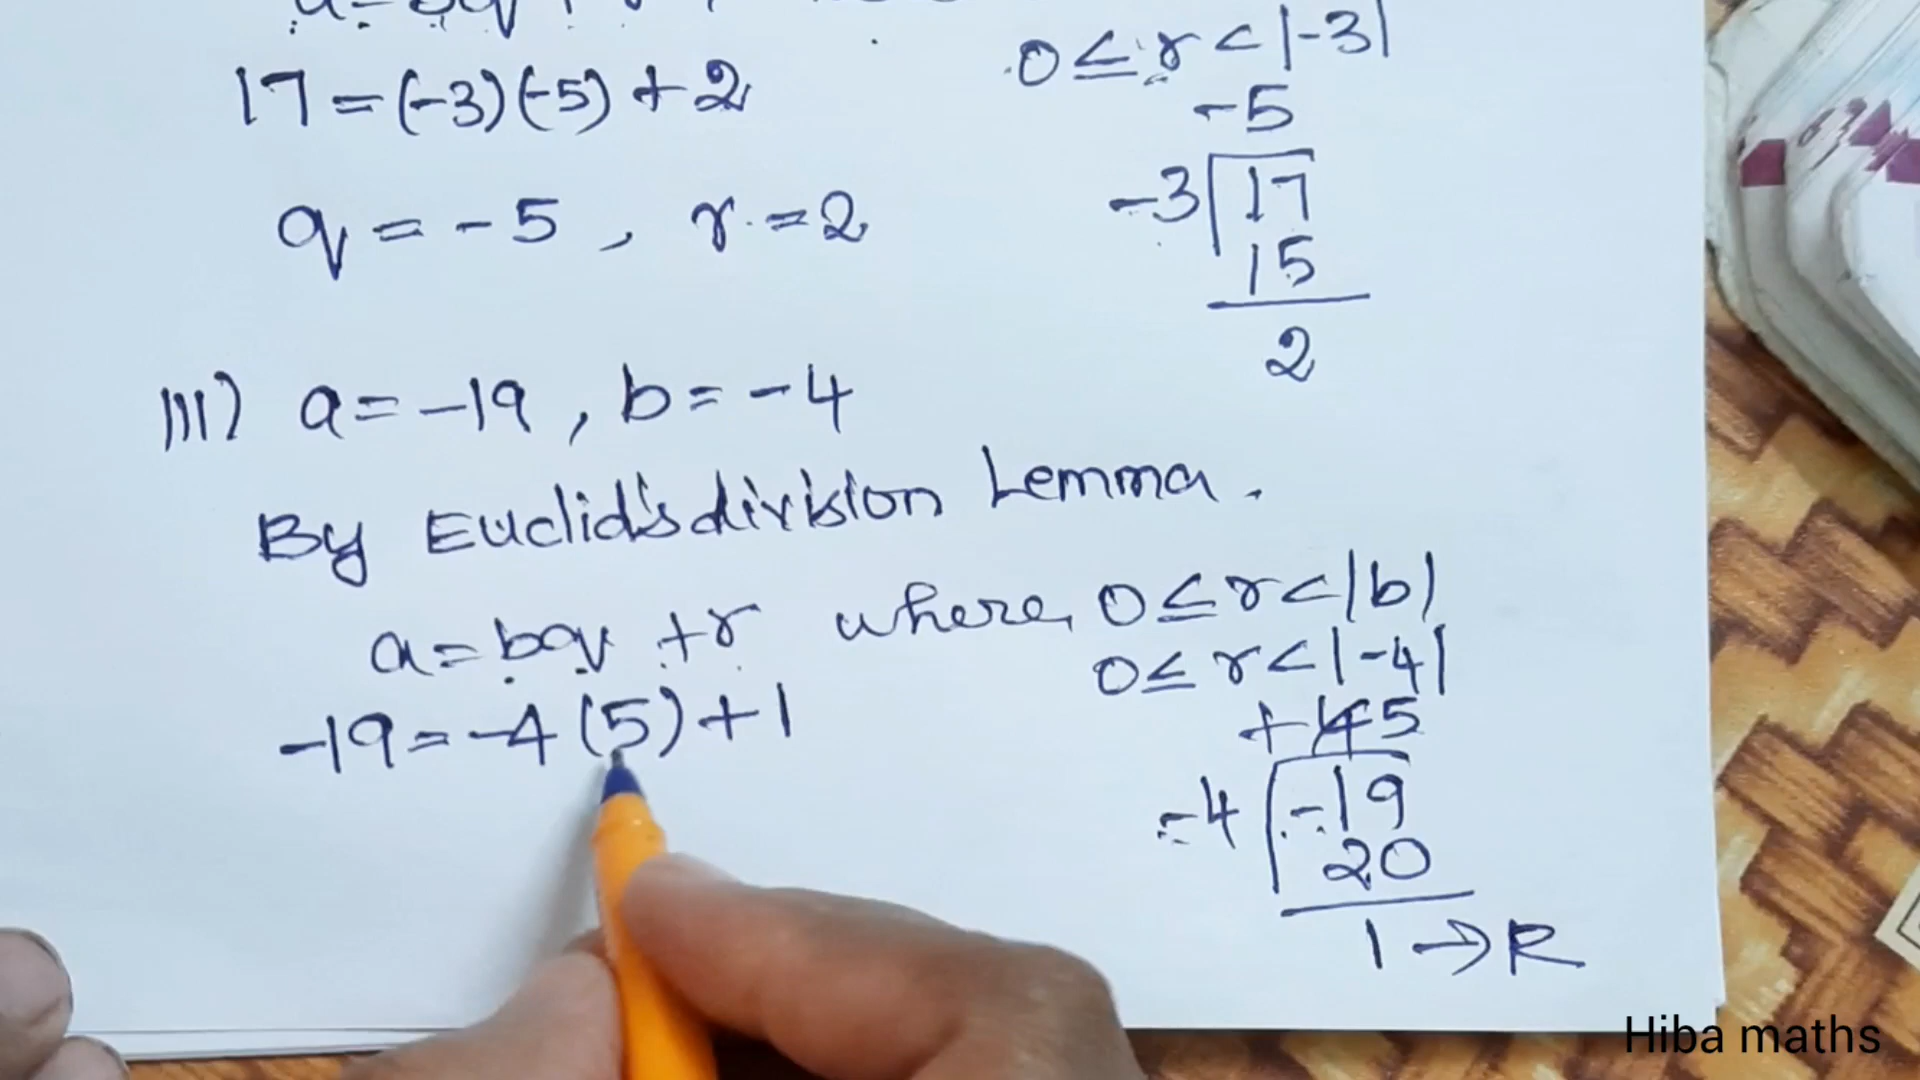 17 = (-3)(-5) + 2
q = -5 , r = 2
0 ≤ r < |-3|
-5
-3 17
15
2
III) a = -19 , b = -4
By Euclid's division Lemma .
a = bq + r where, 0 ≤ r < |b|
0 ≤ r < |-4|
-19 = -4 (5) + 1
+ 5
-4 -19
20
1 → R
Hiba maths